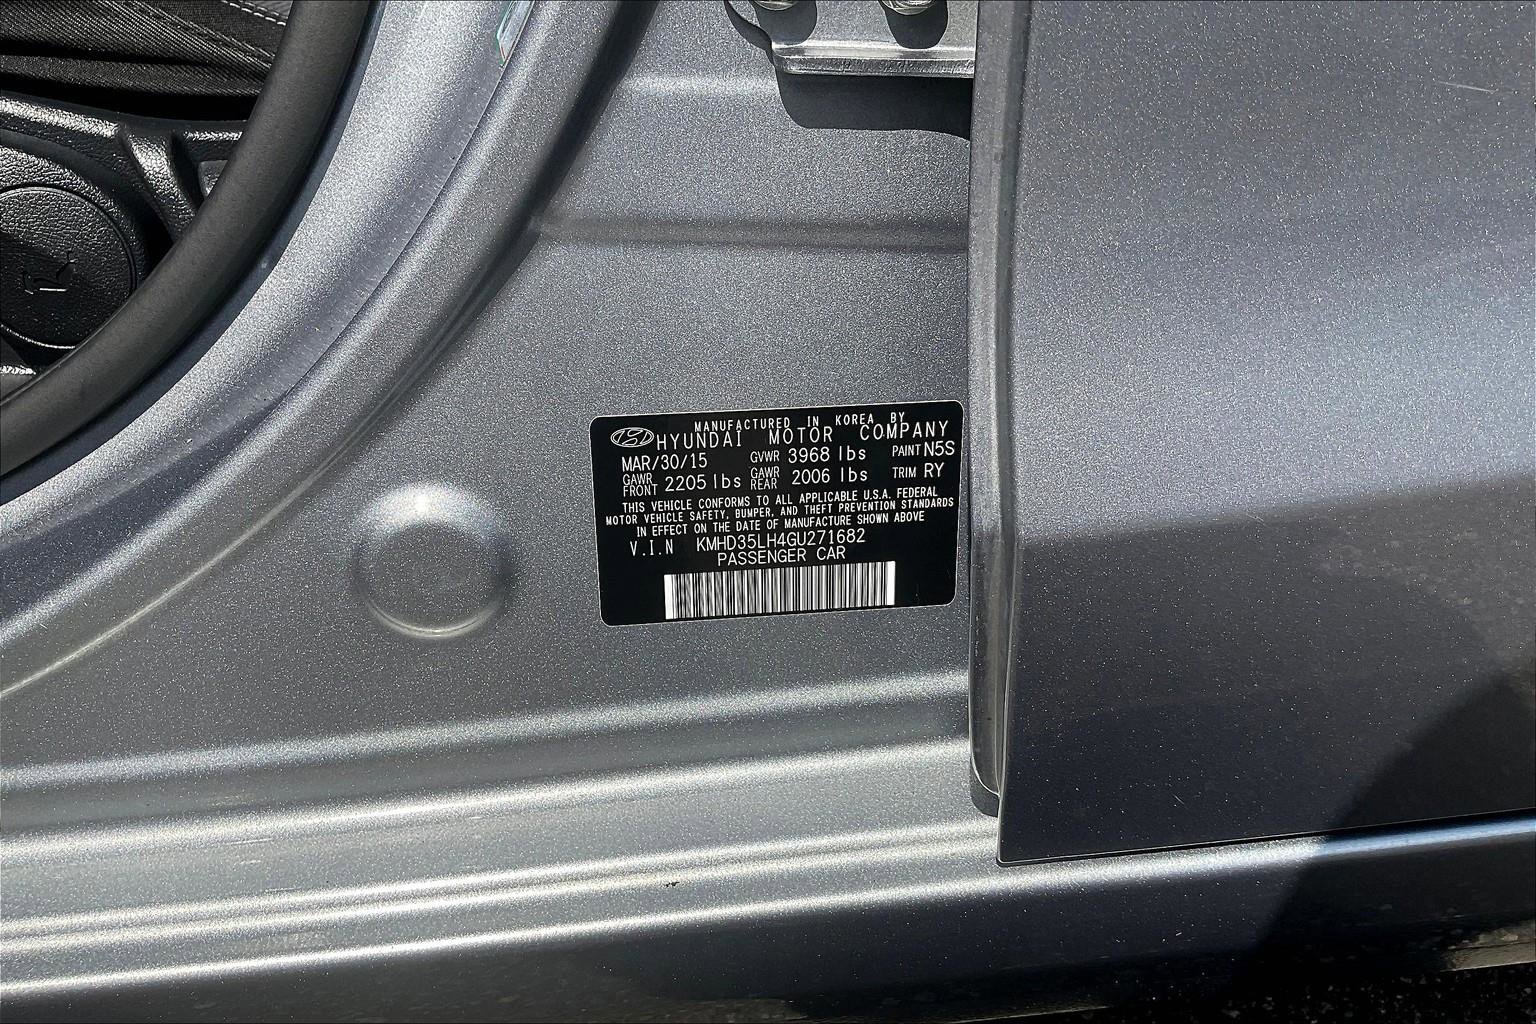 MANUFACTURED IN KOREA BY
HYUNDAI MOTOR COMPANY
MAR/30/15 GVWR 3968 lbs PAINT N5S
GAWR FRONT 2205 lbs GAWR REAR 2006 lbs TRIM RY
THIS VEHICLE CONFORMS TO ALL APPLICABLE U.S.A. FEDERAL
MOTOR VEHICLE SAFETY, BUMPER, AND THEFT PREVENTION STANDARDS
IN EFFECT ON THE DATE OF MANUFACTURE SHOWN ABOVE
V.I.N KMHD35LH4GU271682
PASSENGER CAR